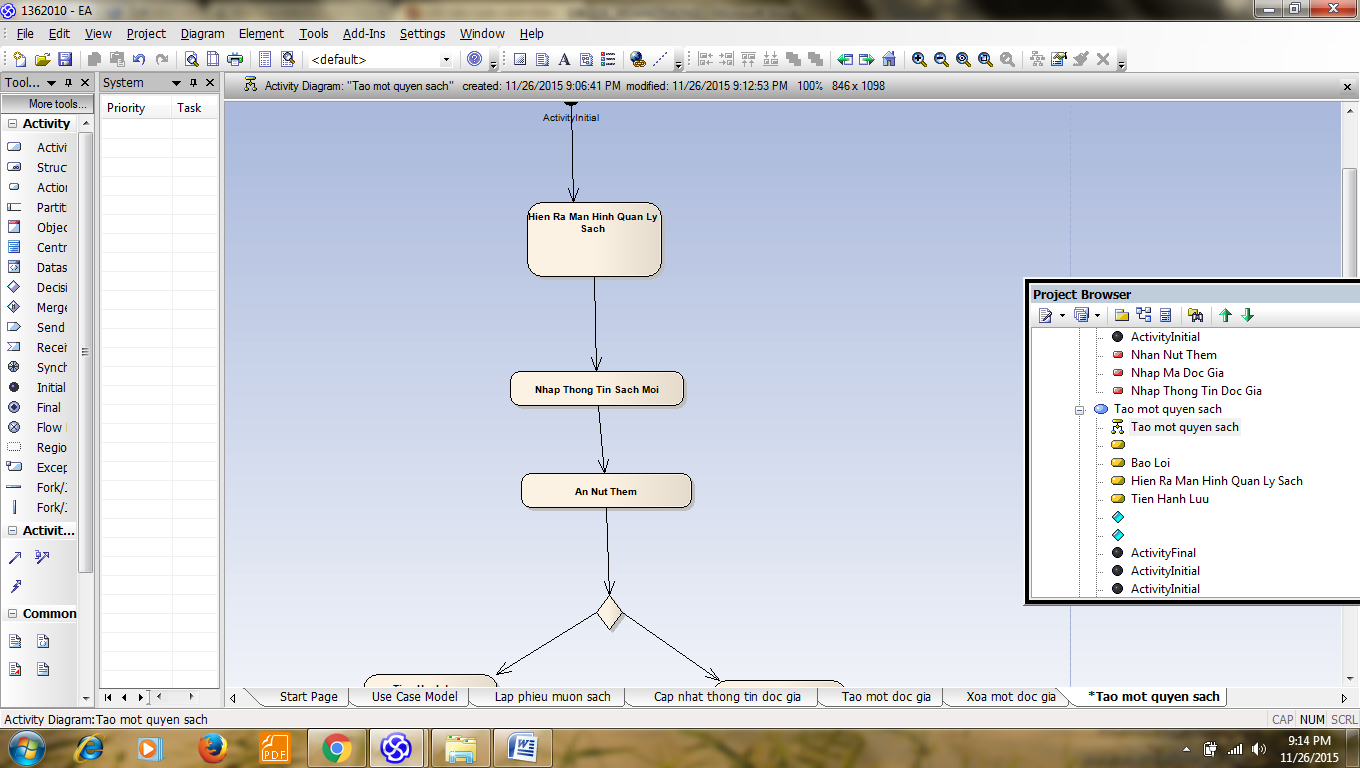 1362010 - EA
File Edit View Project Diagram Element Tools Add-Ins Settings Window Help
<default>
Tool...
More tools...
Activity
Activi
Struc
Action
Partit
Objec
Centr
Datas
Decisi
Merge
Send
Recei
Synch
Initial
Final
Flow
Regio
Excep
Fork/J
Fork/J
Activit...
Common
System
Priority Task
Activity Diagram: "Tao mot quyen sach" created: 11/26/2015 9:06:41 PM modified: 11/26/2015 9:12:53 PM 100% 846 x 1098
ActivityInitial
Hien Ra Man Hinh Quan Ly
Sach
Nhap Thong Tin Sach Moi
An Nut Them
Project Browser
ActivityInitial
Nhan Nut Them
Nhap Ma Doc Gia
Nhap Thong Tin Doc Gia
Tao mot quyen sach
Tao mot quyen sach
Bao Loi
Hien Ra Man Hinh Quan Ly Sach
Tien Hanh Luu
ActivityFinal
ActivityInitial
ActivityInitial
Start Page Use Case Model Lap phieu muon sach Cap nhat thong tin doc gia Tao mot doc gia Xoa mot doc gia *Tao mot quyen sach
Activity Diagram:Tao mot quyen sach CAP NUM SCRL
PDF
9:14 PM
11/26/2015